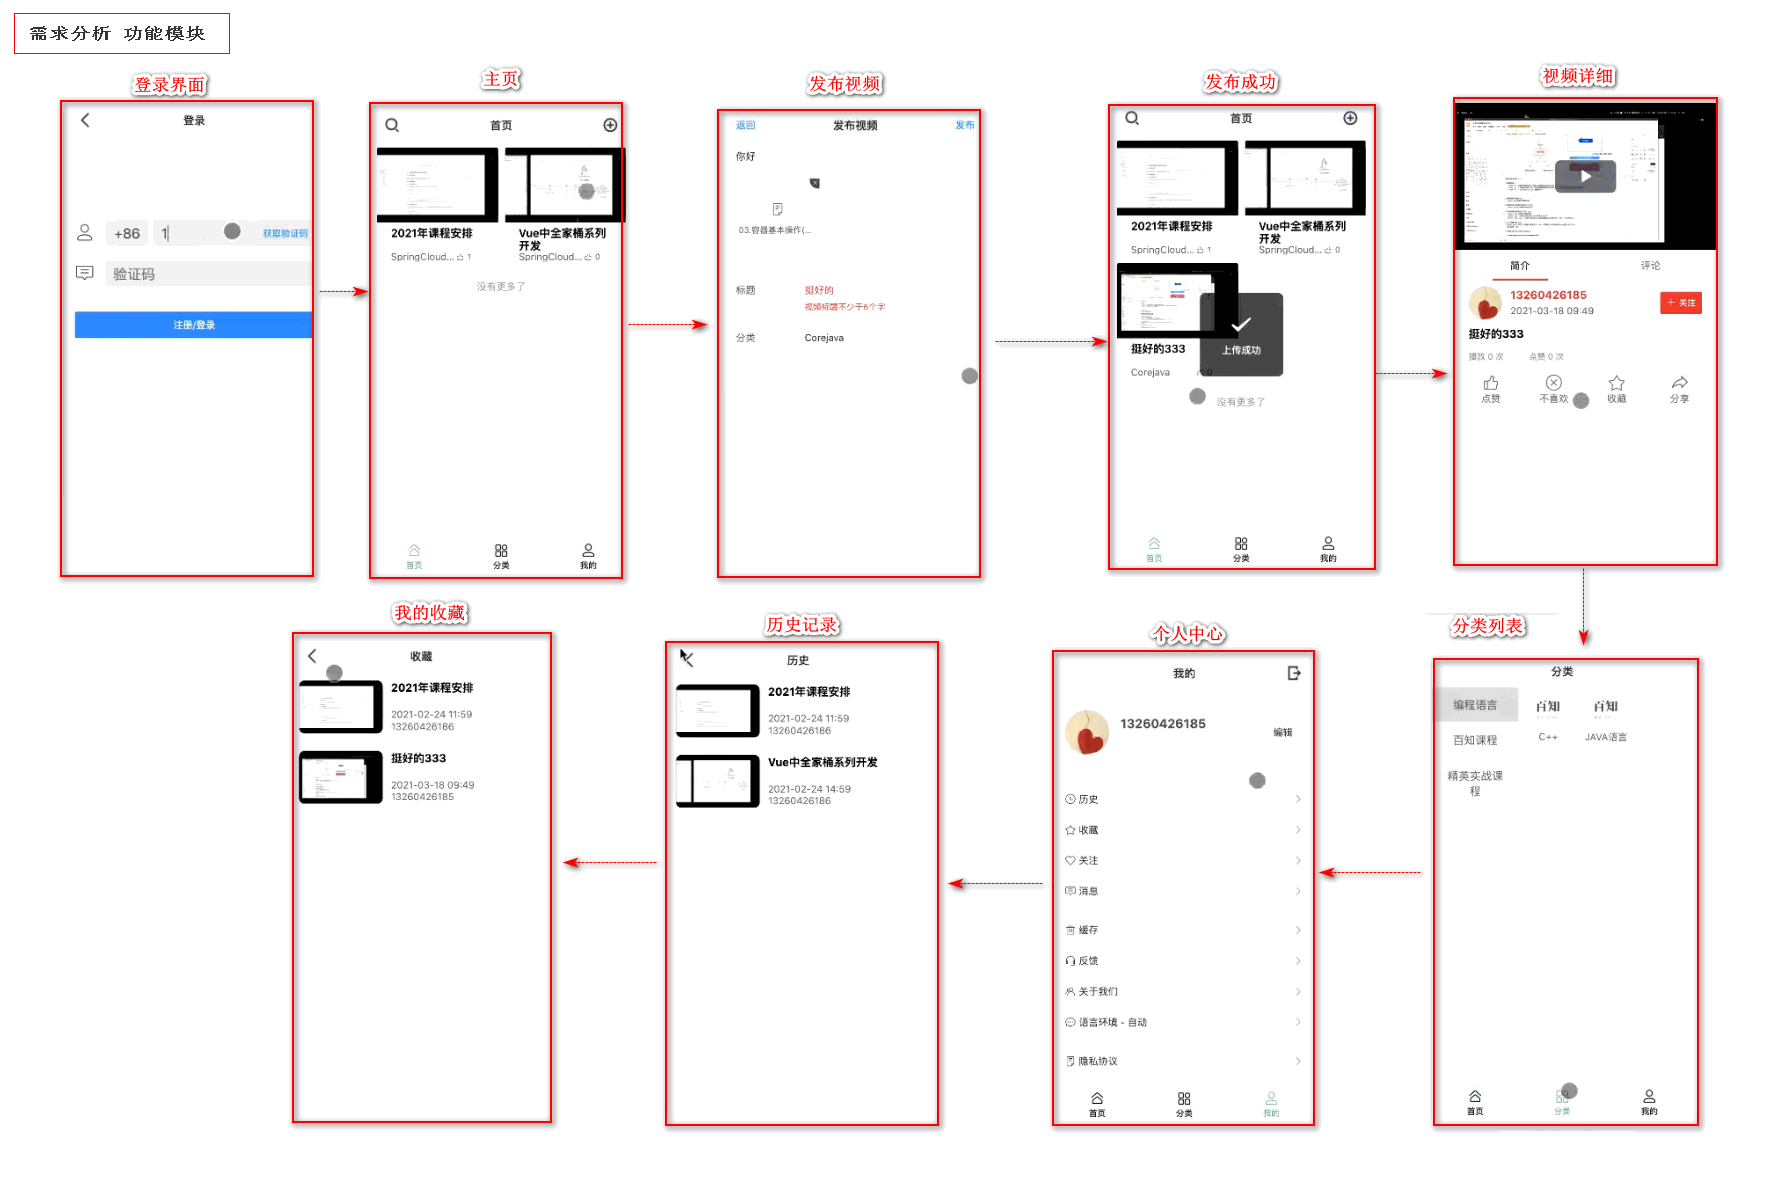 需求分析 功能模块
登录界面
登录
+86
1
获取验证码
验证码
注册/登录
主页
首页
2021年课程安排
SpringCloud...
1
Vue中全家桶系列
开发
SpringCloud...
0
没有更多了
首页
分类
我的
发布视频
返回
发布视频
发布
你好
03.容器基本操作(...
标题
挺好的
视频标题不少于6个字
分类
Corejava
发布成功
首页
2021年课程安排
SpringCloud...
1
Vue中全家桶系列
开发
SpringCloud...
0
挺好的333
Corejava
0
上传成功
没有更多了
首页
分类
我的
视频详细
简介
评论
13260426185
2021-03-18 09:49
+ 关注
挺好的333
播放 0 次
点赞 0 次
点赞
不喜欢
收藏
分享
我的收藏
收藏
2021年课程安排
2021-02-24 11:59
13260426186
挺好的333
2021-03-18 09:49
13260426185
历史记录
历史
2021年课程安排
2021-02-24 11:59
13260426186
Vue中全家桶系列开发
2021-02-24 14:59
13260426186
个人中心
我的
13260426185
编辑
历史
收藏
关注
消息
缓存
反馈
关于我们
语言环境 - 自动
隐私协议
首页
分类
我的
分类列表
分类
编程语言
百知课程
精英实战课
程
百知
C++
百知
JAVA语言
首页
分类
我的